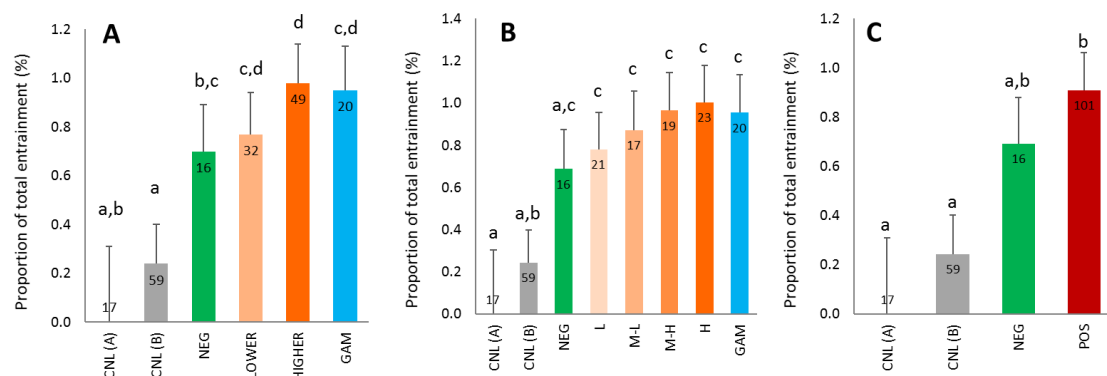 A
Proportion of total entrainment (%)
1.2
1.0
0.8
0.6
0.4
0.2
0.0
a,b
a
b,c
c,d
d
c,d
17
59
16
32
49
20
CNL (A)
CNL (B)
NEG
LOWER
HIGHER
GAM
B
Proportion of total entrainment (%)
1.4
1.2
1.0
0.8
0.6
0.4
0.2
0.0
a
a,b
a,c
c
c
c
c
c
17
59
16
21
17
19
23
20
CNL (A)
CNL (B)
NEG
L
M-L
M-H
H
GAM
C
Proportion of total entrainment (%)
1.2
1.0
0.8
0.6
0.4
0.2
0.0
a
a
a,b
b
17
59
16
101
CNL (A)
CNL (B)
NEG
POS